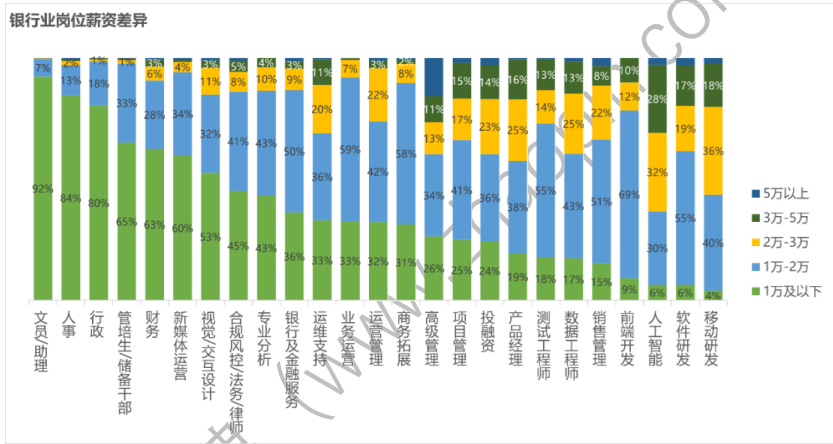 银行业岗位薪资差异
7% 2% 1% 1% 3% 4% 3% 5% 4% 3% 11% 7% 3% 2% 11% 15% 14% 16% 13% 13% 8% 10% 28% 17% 18%
13% 18% 33% 6% 34% 11% 8% 10% 9% 20% 59% 22% 8% 13% 17% 23% 25% 14% 25% 22% 12% 32% 19% 36%
28% 32% 41% 43% 50% 36% 42% 58% 34% 41% 36% 38% 55% 43% 51% 69% 30% 55% 40%
92% 84% 80% 65% 63% 60% 53% 45% 43% 36% 33% 33% 32% 31% 26% 25% 24% 19% 18% 17% 15% 9% 6% 6% 4%
5万以上
3万-5万
2万-3万
1万-2万
1万及以下
文员/助理
人事
行政
管培生/储备干部
财务
新媒体运营
视觉/交互设计
合规风控/法务/律师
专业分析
银行及金融服务
运维支持
业务运营
运营管理
商务拓展
高级管理
项目管理
投融资
产品经理
测试工程师
数据工程师
销售管理
前端开发
人工智能
软件研发
移动研发